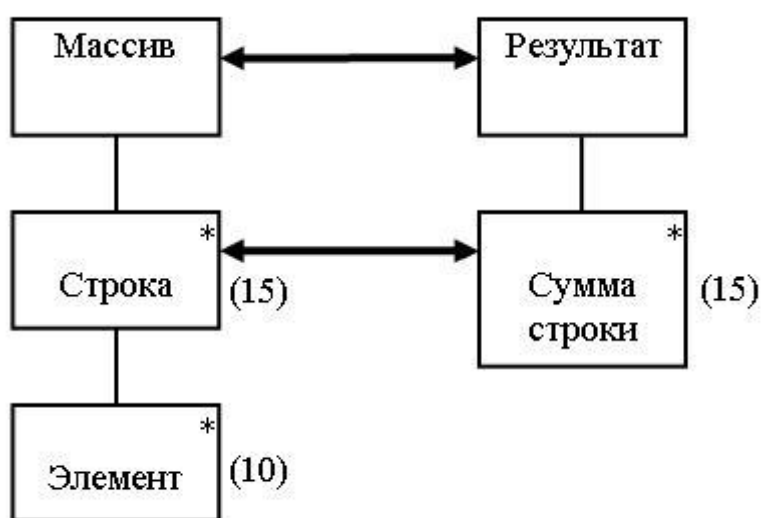 Массив
Результат
*
*
Строка
(15)
Сумма
строки
(15)
*
Элемент
(10)